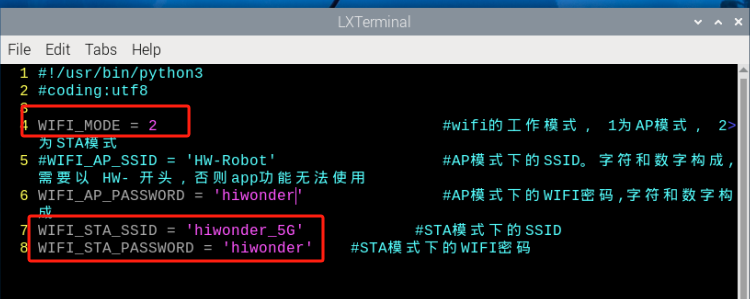 LXTerminal
File Edit Tabs Help
1 #!/usr/bin/python3
2 #coding:utf8
3
4 WIFI_MODE = 2 #wifi的工作模式, 1为AP模式, 2>
为STA模式
5 #WIFI_AP_SSID = 'HW-Robot' #AP模式下的SSID。字符和数字构成,
需要以 HW- 开头,否则app功能无法使用
6 WIFI_AP_PASSWORD = 'hiwonder' #AP模式下的WIFI密码,字符和数字构
成
7 WIFI_STA_SSID = 'hiwonder_5G' #STA模式下的SSID
8 WIFI_STA_PASSWORD = 'hiwonder' #STA模式下的WIFI密码